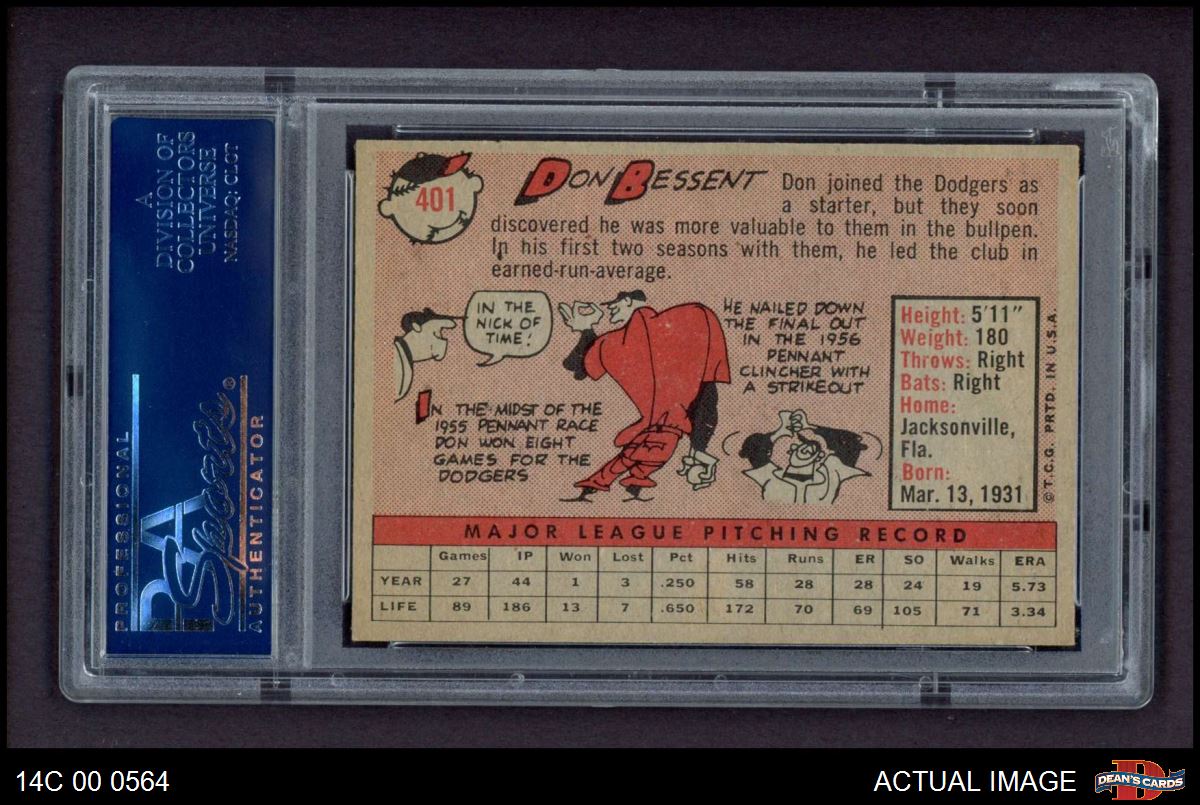 A
DIVISION OF
COLLECTORS
UNIVERSE
NASDAQ: CLCT
PROFESSIONAL
PSA
Sports®
AUTHENTICATOR
401
DON BESSENT
Don joined the Dodgers as
a starter, but they soon
discovered he was more valuable to them in the bullpen.
In his first two seasons with them, he led the club in
earned-run-average.
IN THE
NICK OF
TIME!
IN THE MIDST OF THE
1955 PENNANT RACE
DON WON EIGHT
GAMES FOR THE
DODGERS
HE NAILED DOWN
THE FINAL OUT
IN THE 1956
PENNANT
CLINCHER WITH
A STRIKEOUT
Height: 5'11"
Weight: 180
Throws: Right
Bats: Right
Home:
Jacksonville,
Fla.
Born:
Mar. 13, 1931
© T.C.G. PRTD. IN U.S.A.
MAJOR LEAGUE PITCHING RECORD
Games IP Won Lost Pct Hits Runs ER SO Walks ERA
YEAR 27 44 1 3 .250 58 28 28 24 19 5.73
LIFE 89 186 13 7 .650 172 70 69 105 71 3.34
14C 00 0564
ACTUAL IMAGE
D
DEAN'S CARDS